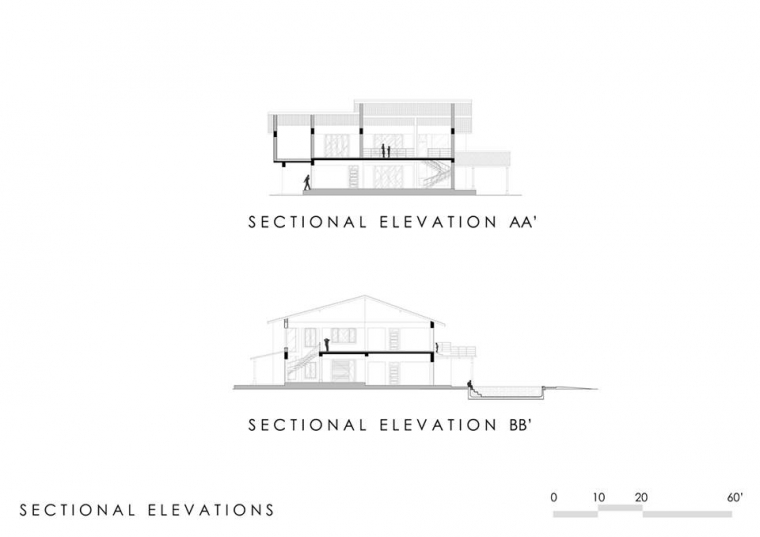 SECTIONAL ELEVATION AA'
SECTIONAL ELEVATION BB'
SECTIONAL ELEVATIONS
0 10 20 60'